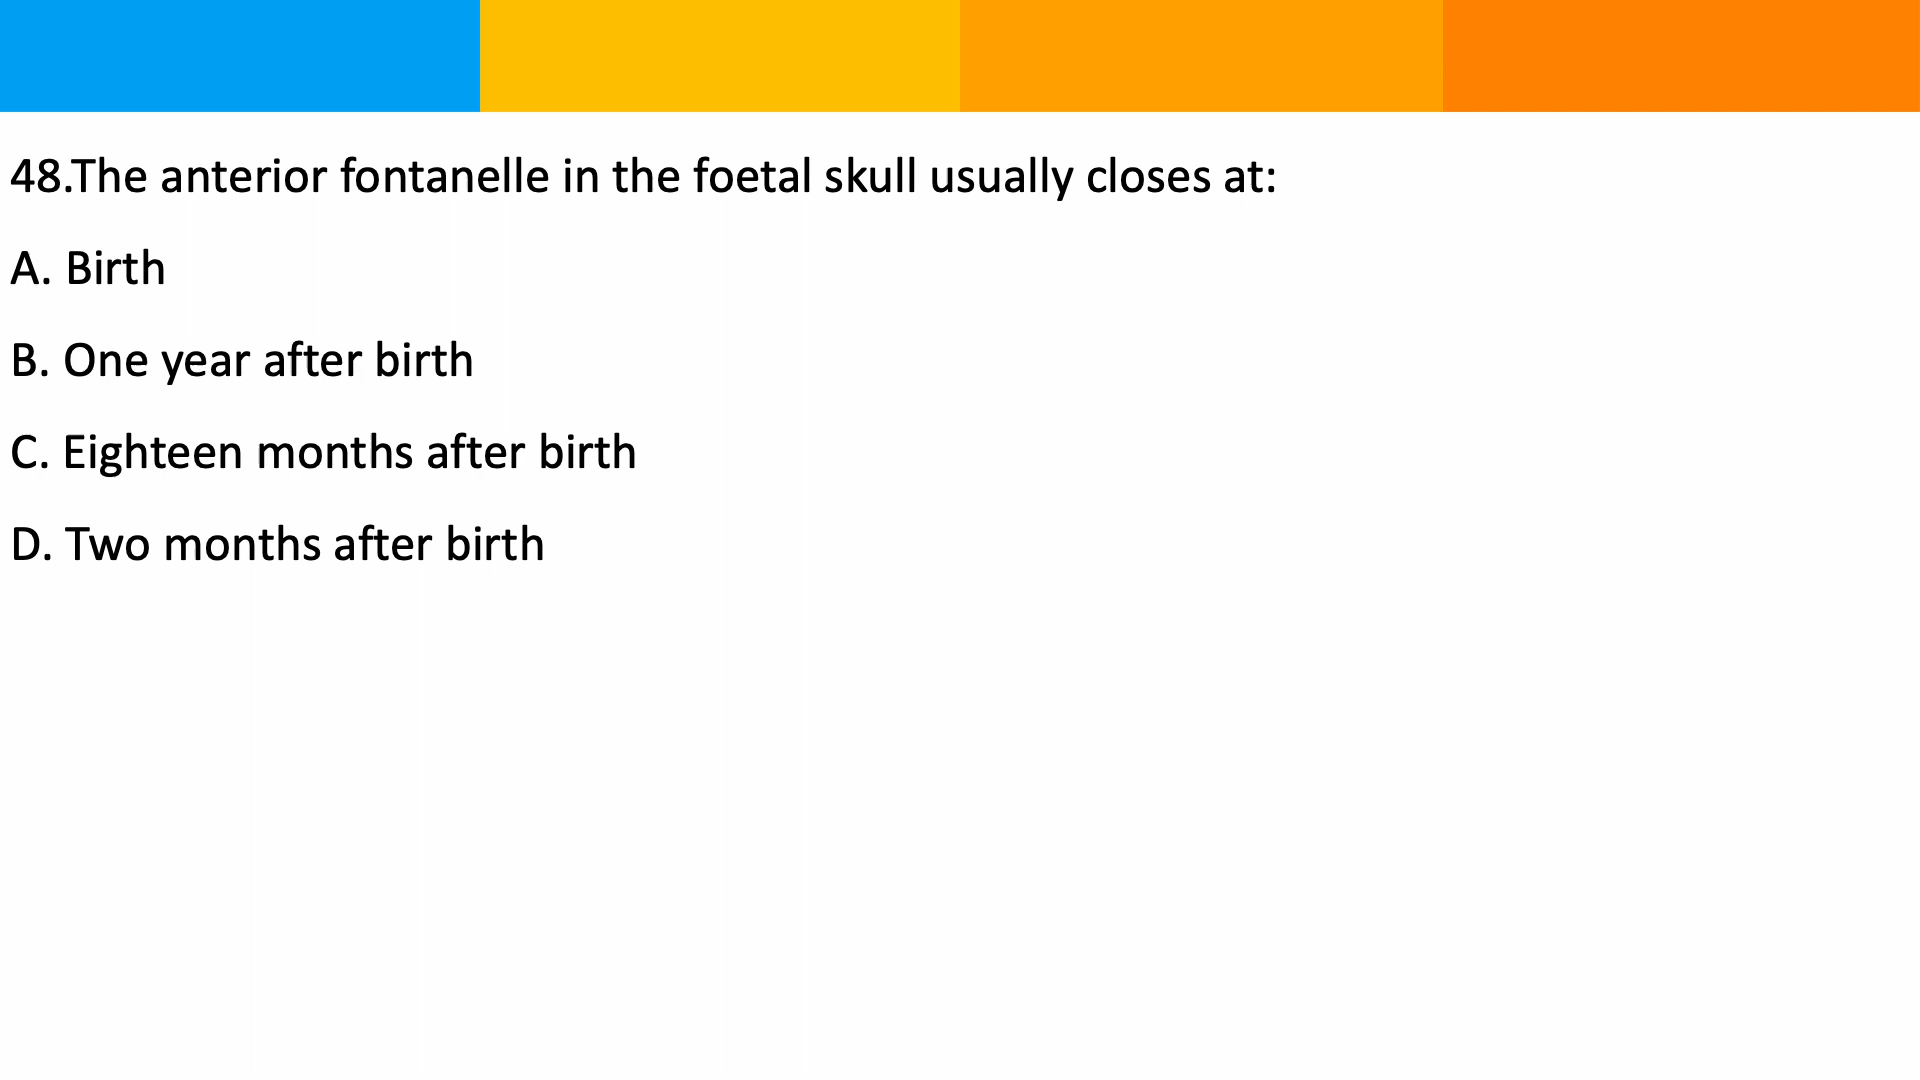 48.The anterior fontanelle in the foetal skull usually closes at:
A. Birth
B. One year after birth
C. Eighteen months after birth
D. Two months after birth